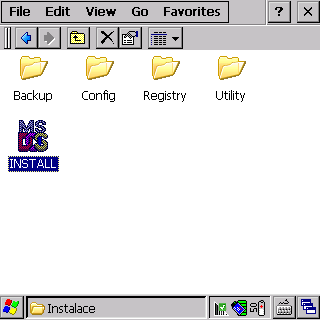 File Edit View Go Favorites ? ×
Backup Config Registry Utility
MS
DOS
INSTALL
Instalace